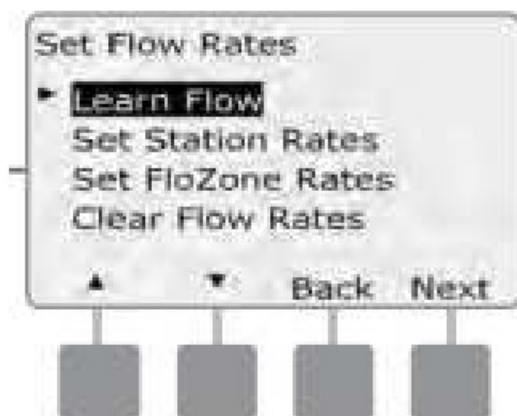 Set Flow Rates
Learn Flow
Set Station Rates
Set FloZone Rates
Clear Flow Rates
Back Next